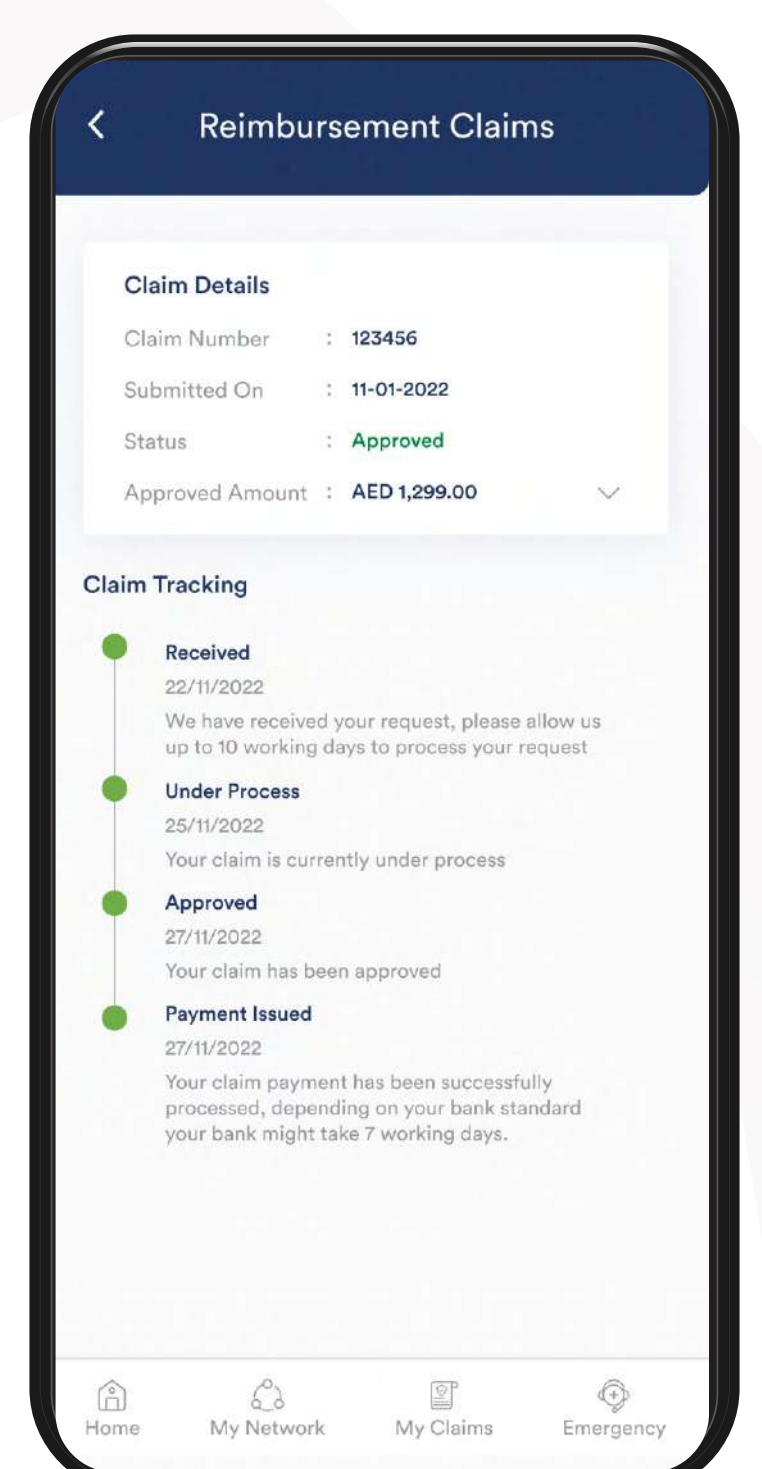 Reimbursement Claims
Claim Details
Claim Number : 123456
Submitted On : 11-01-2022
Status : Approved
Approved Amount : AED 1,299.00
Claim Tracking
Received
22/11/2022
We have received your request, please allow us
up to 10 working days to process your request
Under Process
25/11/2022
Your claim is currently under process
Approved
27/11/2022
Your claim has been approved
Payment Issued
27/11/2022
Your claim payment has been successfully
processed, depending on your bank standard
your bank might take 7 working days.
Home My Network My Claims Emergency